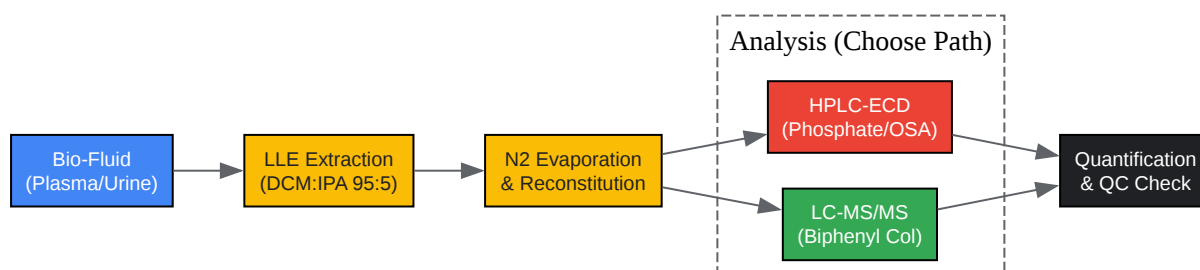 Analysis (Choose Path)
Bio-Fluid
(Plasma/Urine)
LLE Extraction
(DCM:IPA 95:5)
N2 Evaporation
& Reconstitution
HPLC-ECD
(Phosphate/OSA)
LC-MS/MS
(Biphenyl Col)
Quantification
& QC Check